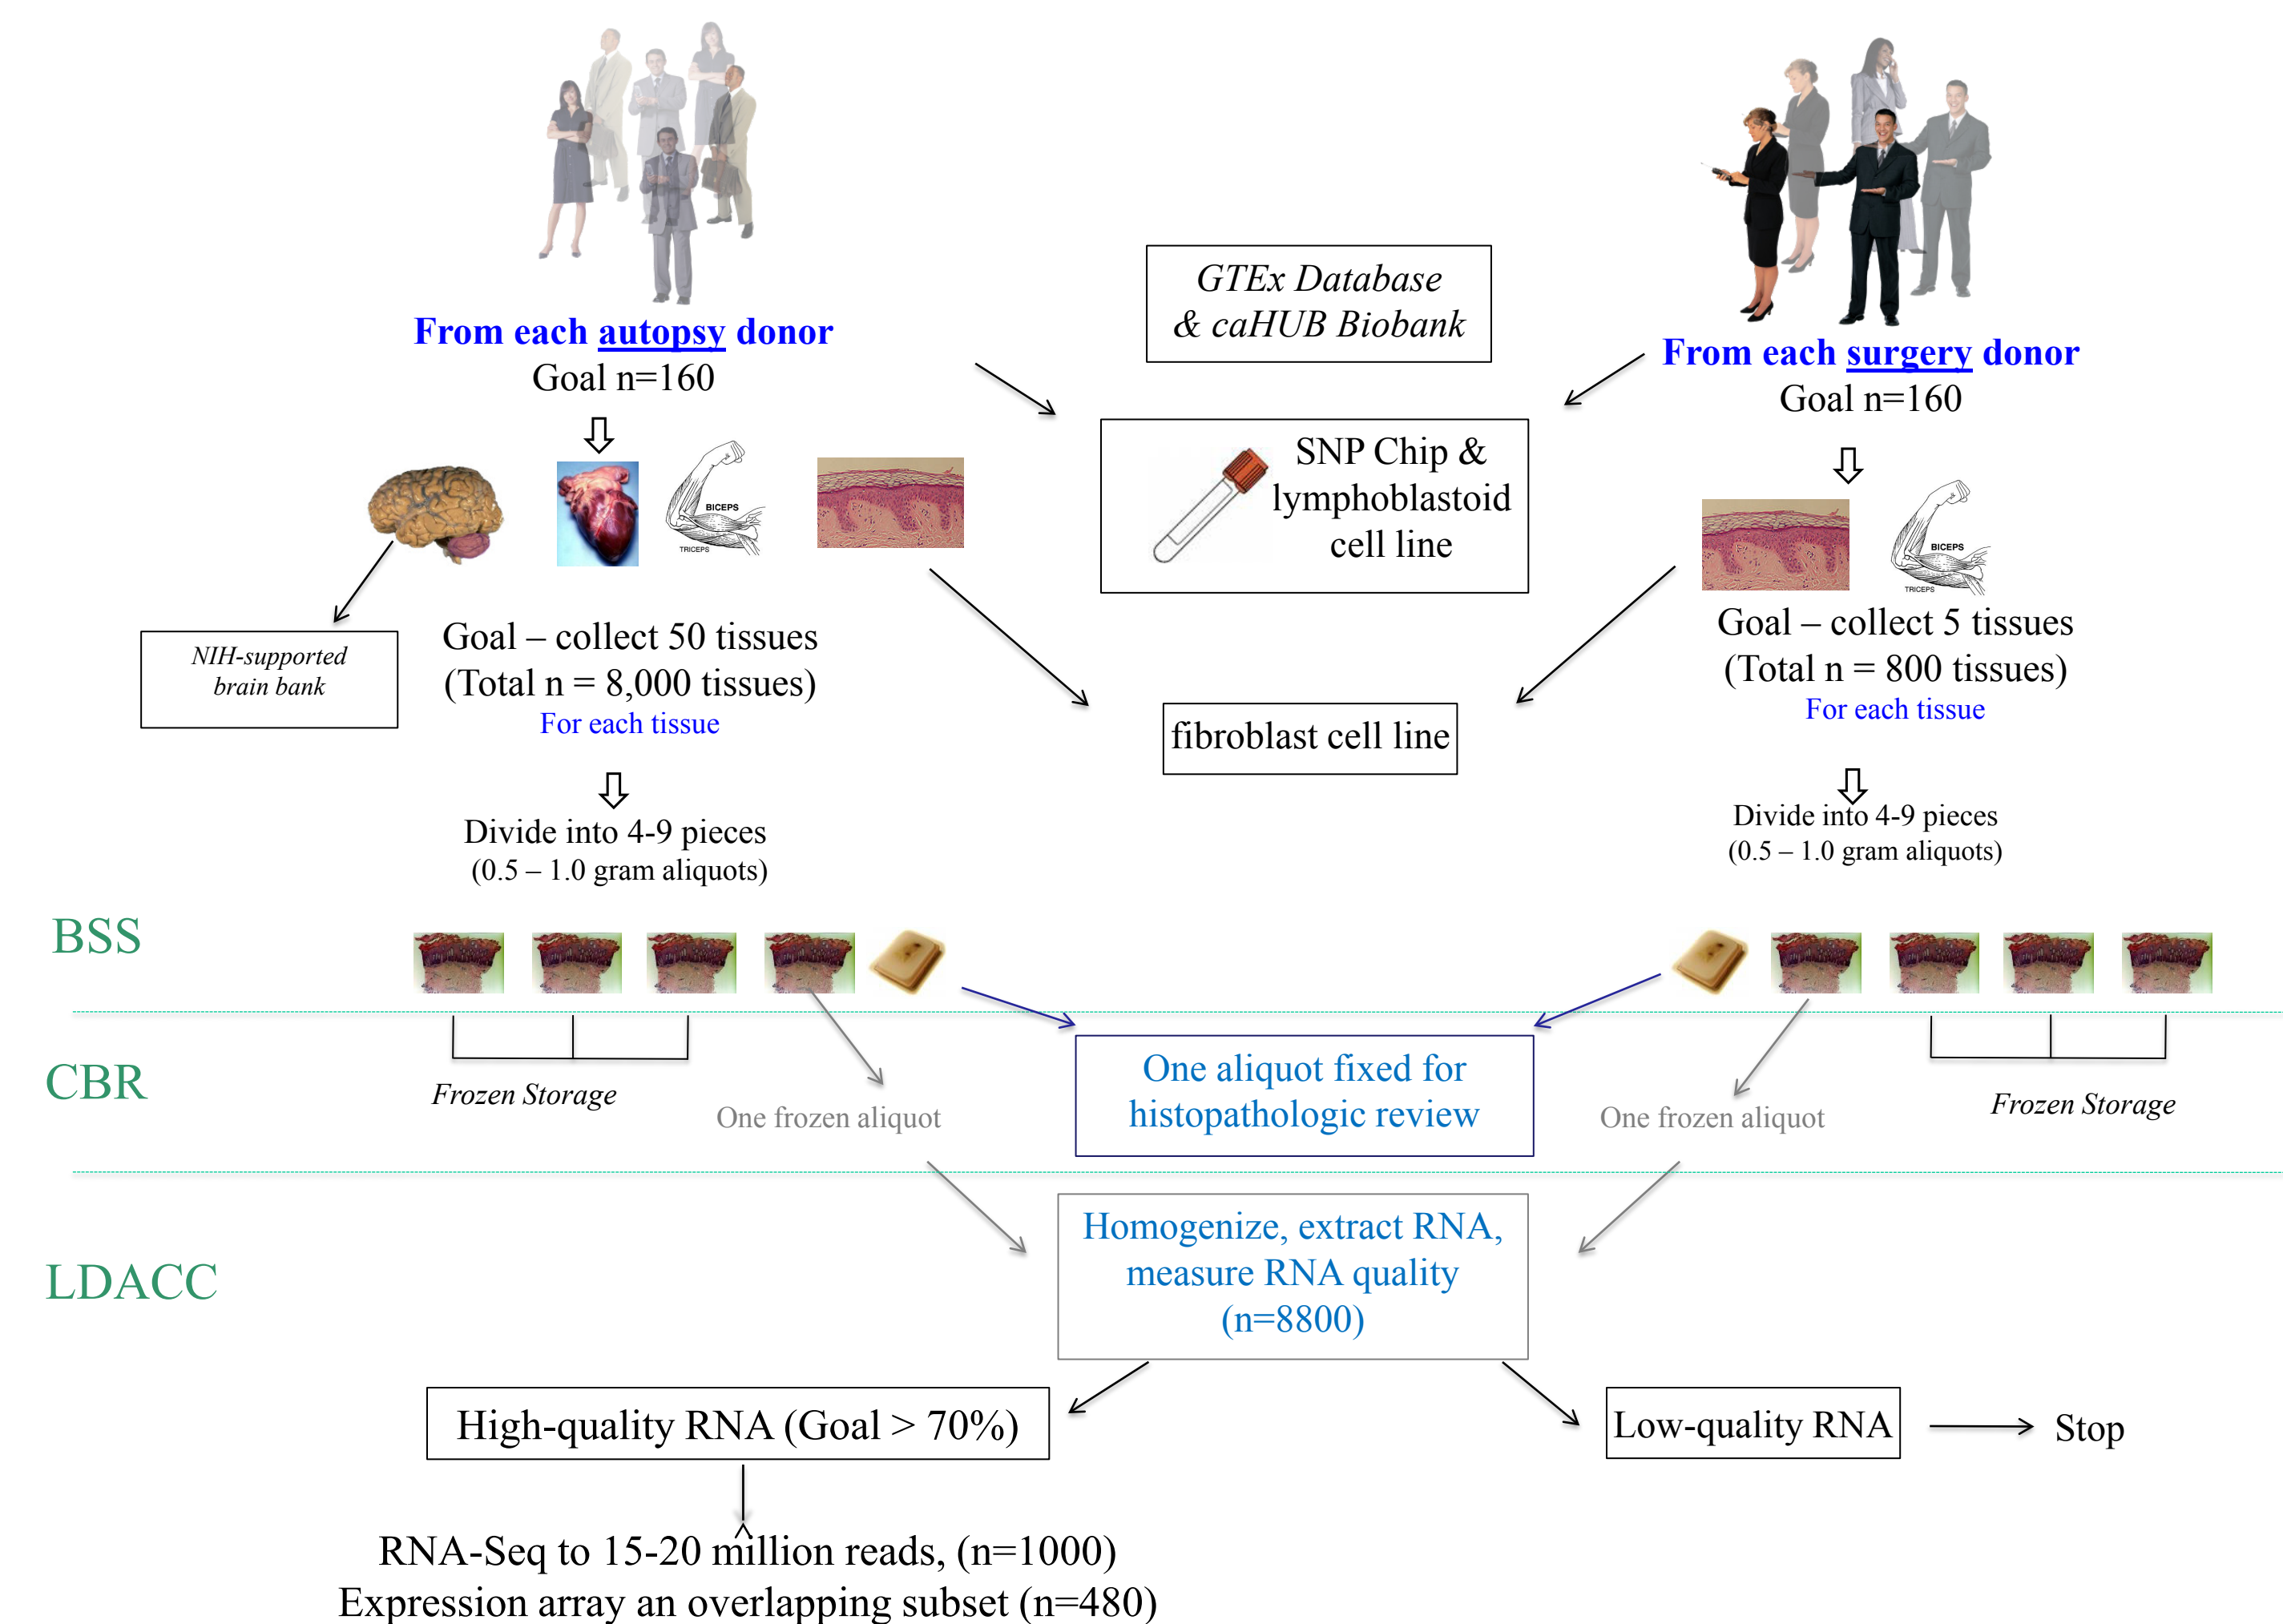 GTEx Database
& caHUB Biobank
From each autopsy donor
Goal n=160
From each surgery donor
Goal n=160
SNP Chip &
lymphoblastoid
cell line
BICEPS
TRICEPS
BICEPS
TRICEPS
NIH-supported
brain bank
Goal – collect 50 tissues
(Total n = 8,000 tissues)
For each tissue
Goal – collect 5 tissues
(Total n = 800 tissues)
For each tissue
fibroblast cell line
Divide into 4-9 pieces
(0.5 – 1.0 gram aliquots)
Divide into 4-9 pieces
(0.5 – 1.0 gram aliquots)
BSS
CBR
Frozen Storage
One frozen aliquot
One aliquot fixed for
histopathologic review
One frozen aliquot
Frozen Storage
LDACC
Homogenize, extract RNA,
measure RNA quality
(n=8800)
High-quality RNA (Goal > 70%)
Low-quality RNA
Stop
RNA-Seq to 15-20 million reads, (n=1000)
Expression array an overlapping subset (n=480)